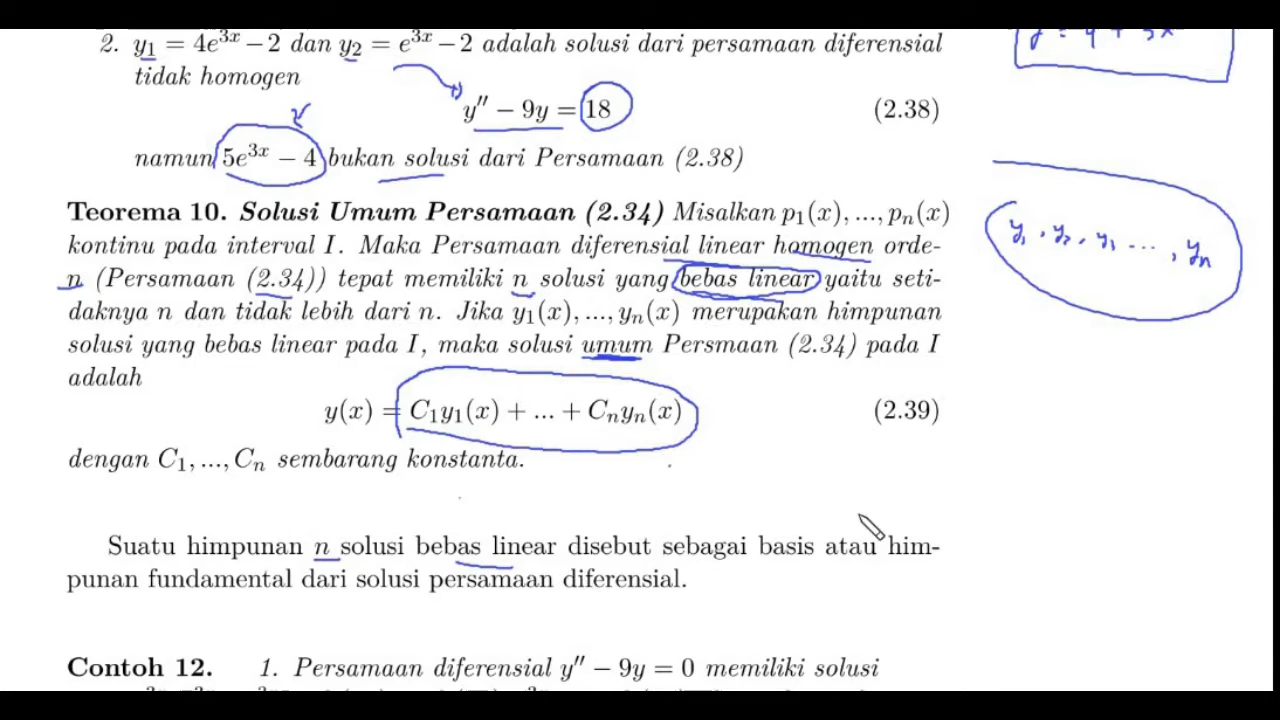 2. y₁ = 4e³ˣ − 2 dan y₂ = e³ˣ − 2 adalah solusi dari persamaan diferensial
tidak homogen
y″ − 9y = 18 (2.38)
namun 5e³ˣ − 4 bukan solusi dari Persamaan (2.38)
Teorema 10. Solusi Umum Persamaan (2.34) Misalkan p₁(x), ..., pₙ(x)
kontinu pada interval I. Maka Persamaan diferensial linear homogen orde-
n (Persamaan (2.34)) tepat memiliki n solusi yang bebas linear yaitu seti-
daknya n dan tidak lebih dari n. Jika y₁(x), ..., yₙ(x) merupakan himpunan
solusi yang bebas linear pada I, maka solusi umum Persmaan (2.34) pada I
adalah
y(x) = C₁y₁(x) + ... + Cₙyₙ(x) (2.39)
dengan C₁, ..., Cₙ sembarang konstanta.
Suatu himpunan n solusi bebas linear disebut sebagai basis atau him-
punan fundamental dari solusi persamaan diferensial.
Contoh 12. 1. Persamaan diferensial y″ − 9y = 0 memiliki solusi
y₁, y₂, y₁ ..., yₙ